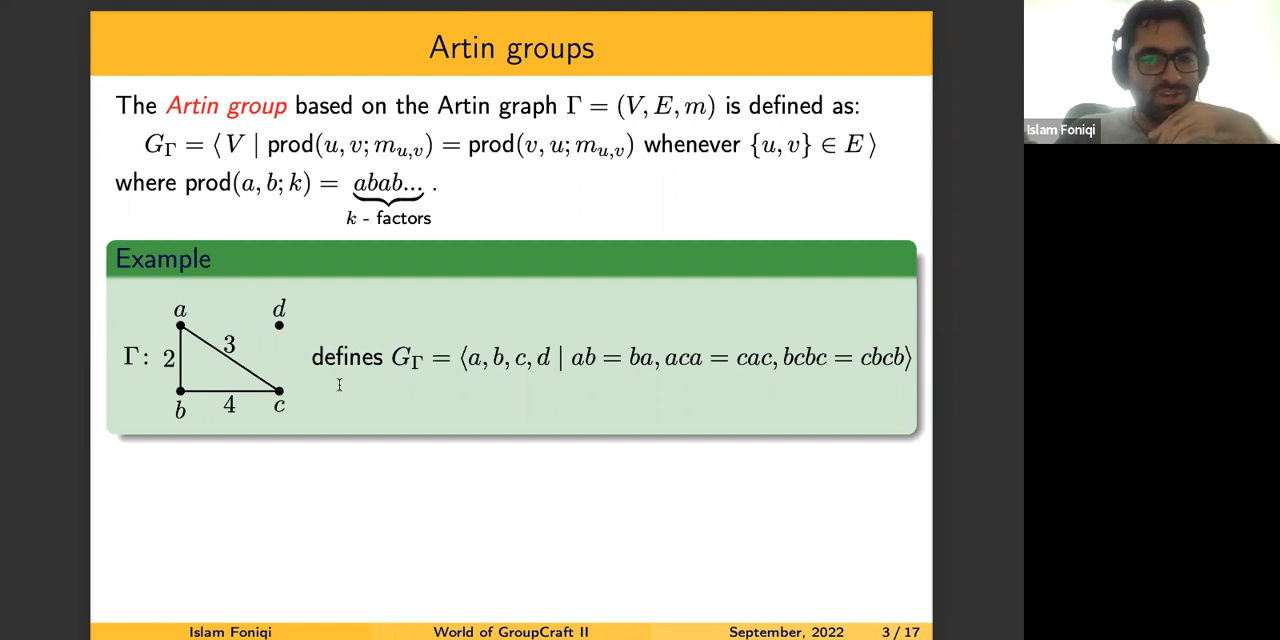 Artin groups
The Artin group based on the Artin graph Γ = (V, E, m) is defined as:
G_Γ = ⟨ V | prod(u, v; m_{u,v}) = prod(v, u; m_{u,v}) whenever {u, v} ∈ E ⟩
where prod(a, b; k) = abab... .
k - factors
Example
a d
Γ: 2 3 defines G_Γ = ⟨a, b, c, d | ab = ba, aca = cac, bcbc = cbcb⟩
b 4 c
Islam Foniqi World of GroupCraft II September, 2022 3 / 17
Islam Foniqi